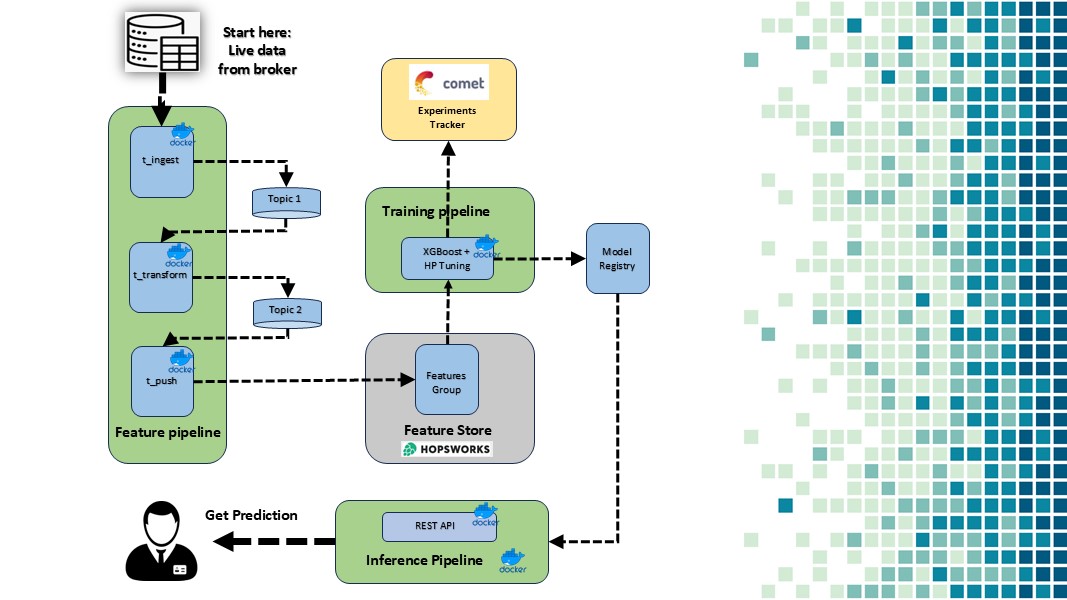 Start here:
Live data
from broker
docker
t_ingest
Topic 1
docker
t_transform
Topic 2
docker
t_push
Feature pipeline
comet
Experiments
Tracker
Training pipeline
XGBoost +
HP Tuning
docker
Model
Registry
Features
Group
Feature Store
HOPSWORKS
Get Prediction
REST API
docker
Inference Pipeline
docker